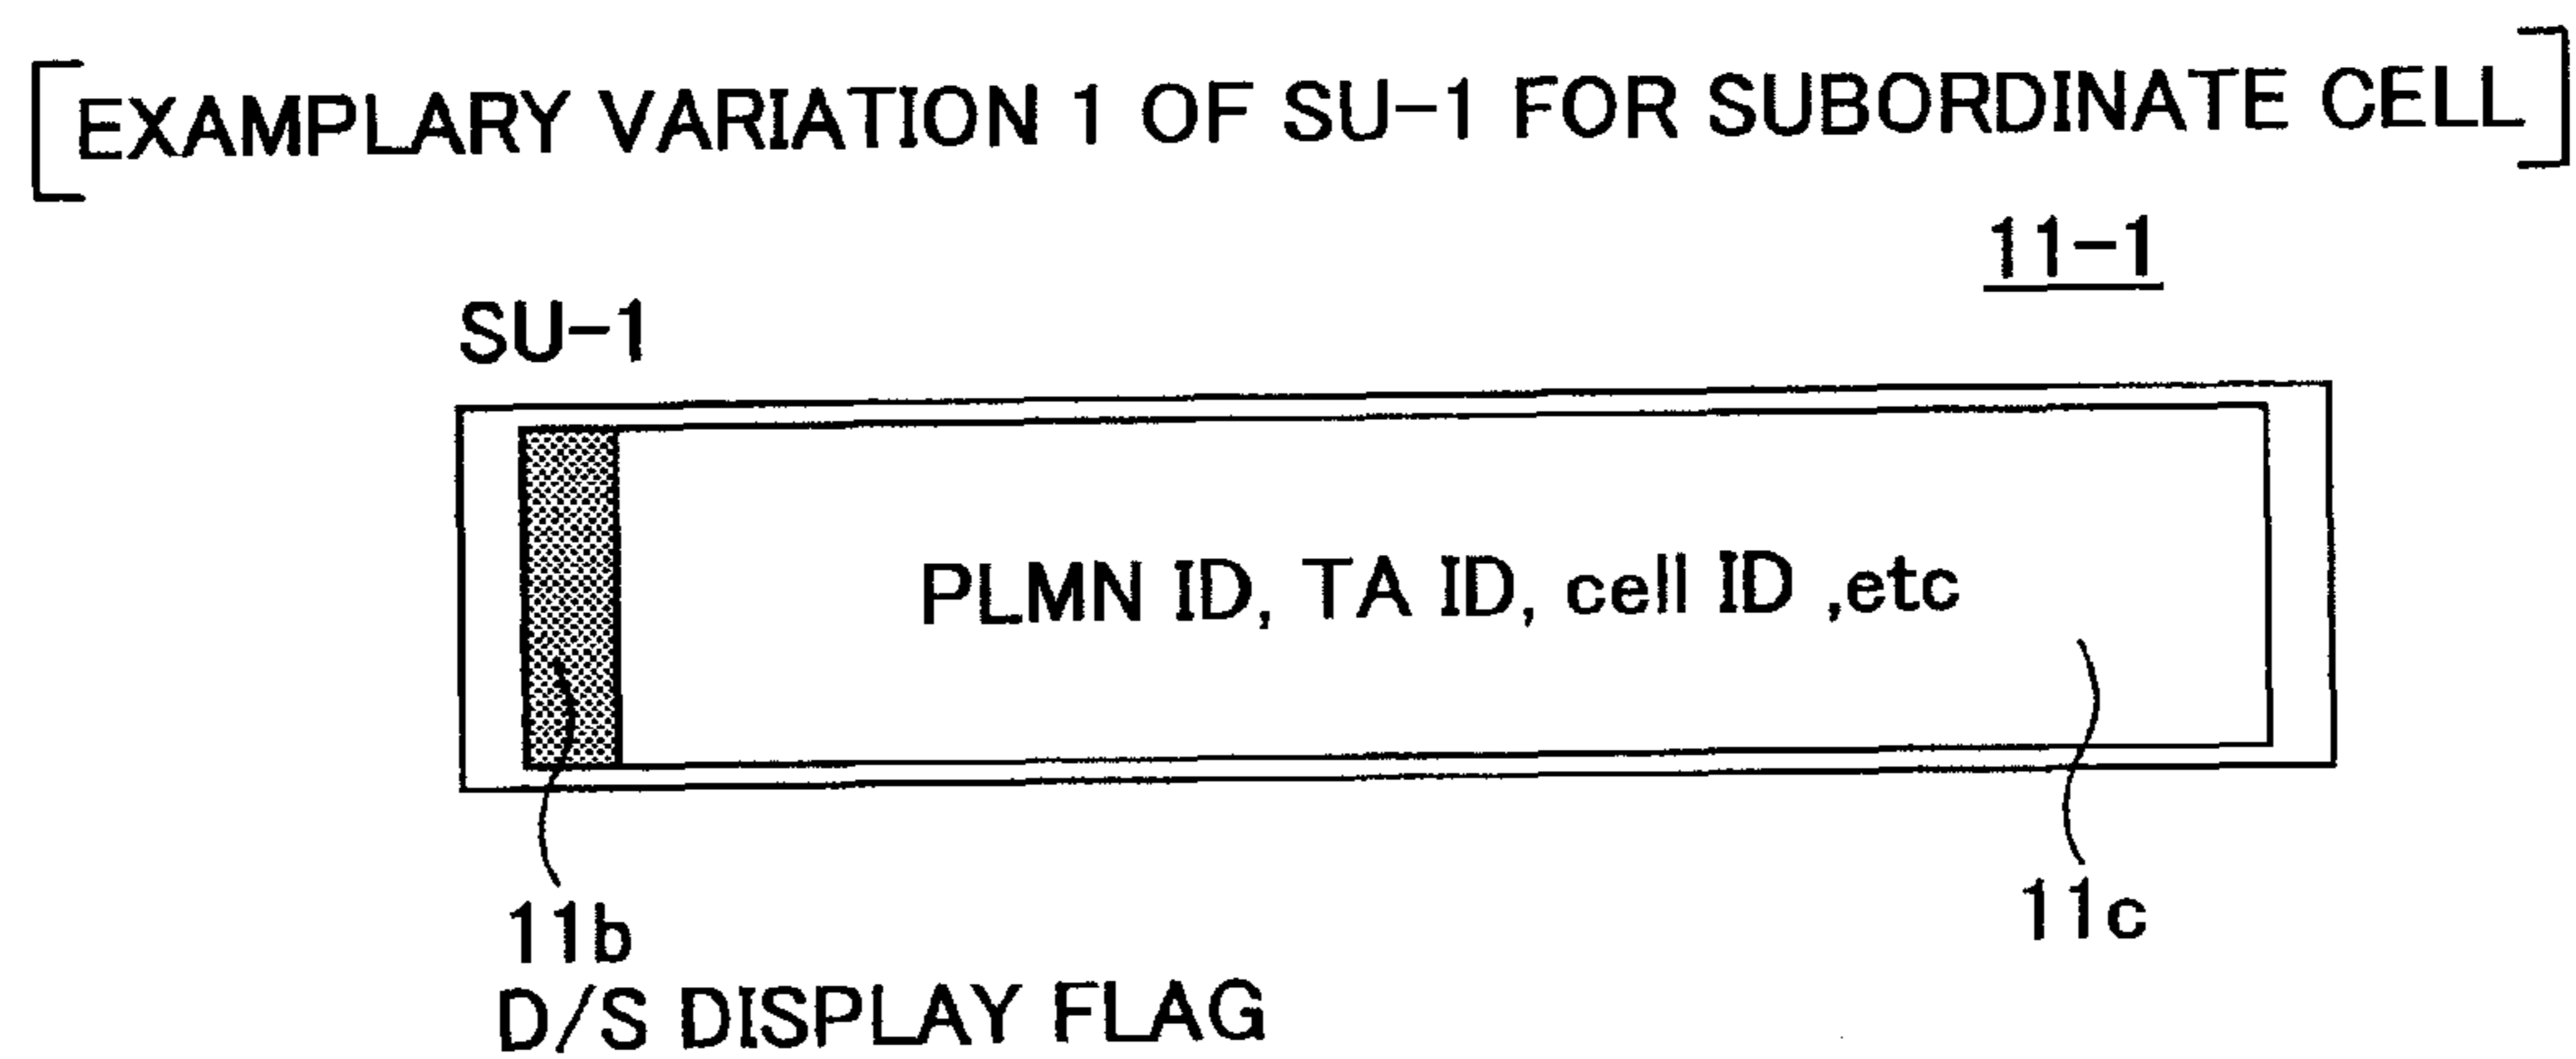 [EXAMPLARY VARIATION 1 OF SU-1 FOR SUBORDINATE CELL]
11-1
SU-1
PLMN ID, TA ID, cell ID ,etc
11b
11c
D/S DISPLAY FLAG